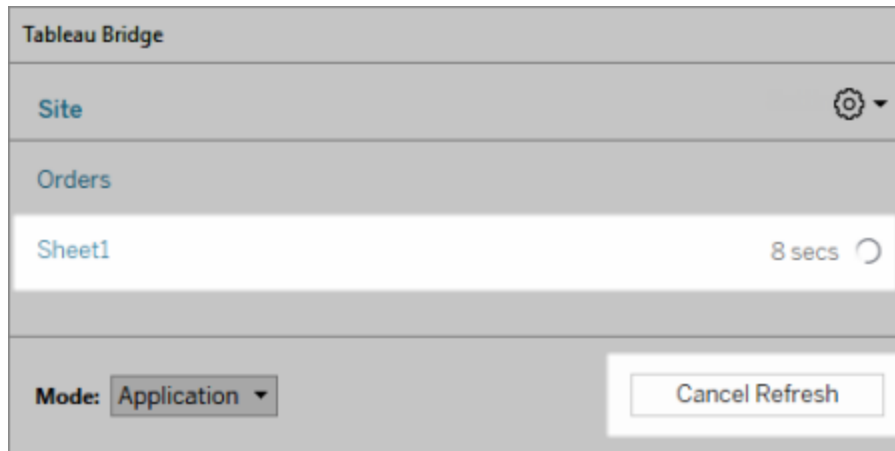 Tableau Bridge
Site
Orders
Sheet1 8 secs
Mode: Application Cancel Refresh